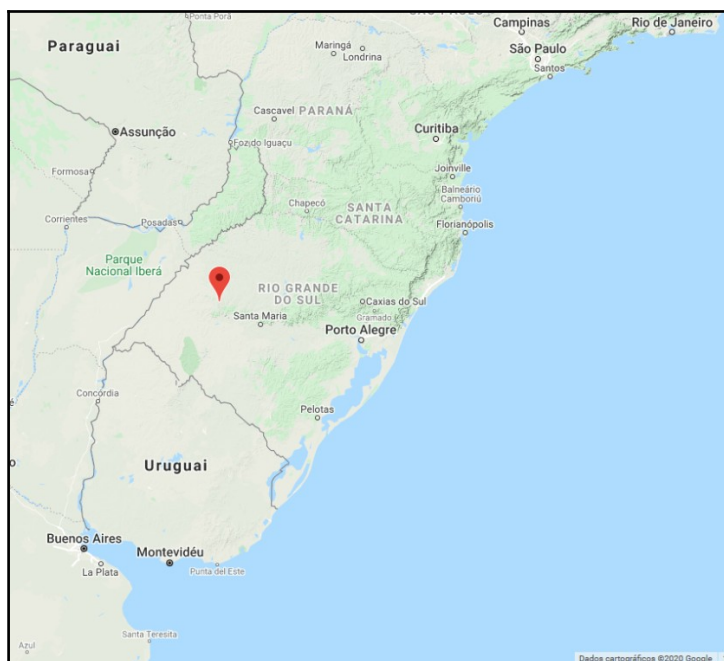 Ponta Porã
Campinas
Rio de Janeiro
Paraguai
Maringá
Londrina
São Paulo
Santos
Cascavel
PARANÁ
Assunção
Curitiba
Foz do Iguaçu
Formosa
Joinville
Chapecó
SANTA
CATARINA
Balneário
Camboriú
Corrientes
Posadas
Florianópolis
Parque
Nacional Iberá
RIO GRANDE
DO SUL
Caxias do Sul
Gramado
Santa Maria
Porto Alegre
Concordia
Pelotas
Uruguai
Buenos Aires
Montevidéu
La Plata
Punta del Este
Santa Teresita
Azul
Dados cartográficos ©2020 Google